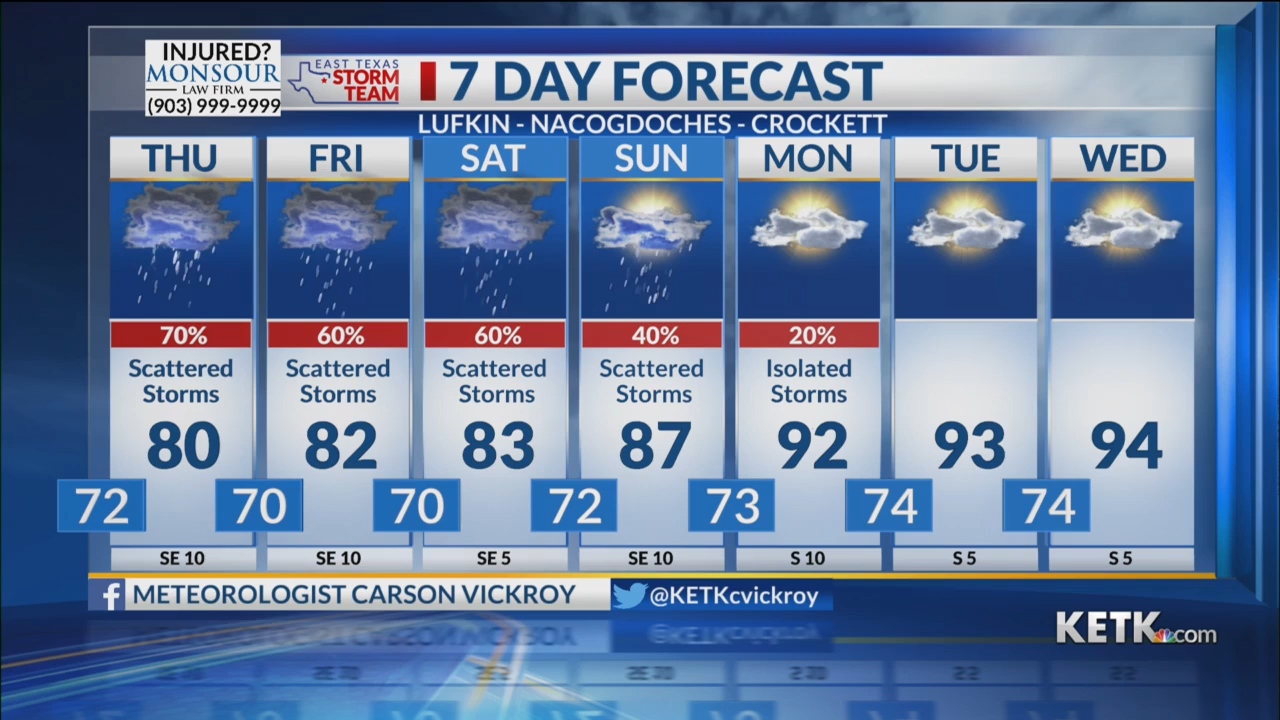 INJURED?
MONSOUR
LAW FIRM
(903) 999-9999
EAST TEXAS
STORM
TEAM
7 DAY FORECAST
LUFKIN - NACOGDOCHES - CROCKETT
THU FRI SAT SUN MON TUE WED
70% 60% 60% 40% 20%
Scattered Scattered Scattered Scattered Isolated
Storms Storms Storms Storms Storms
80 82 83 87 92 93 94
72 70 70 72 73 74 74
SE 10 SE 10 SE 5 SE 10 S 10 S 5 S 5
f METEOROLOGIST CARSON VICKROY @KETKcvickroy
KETK.com